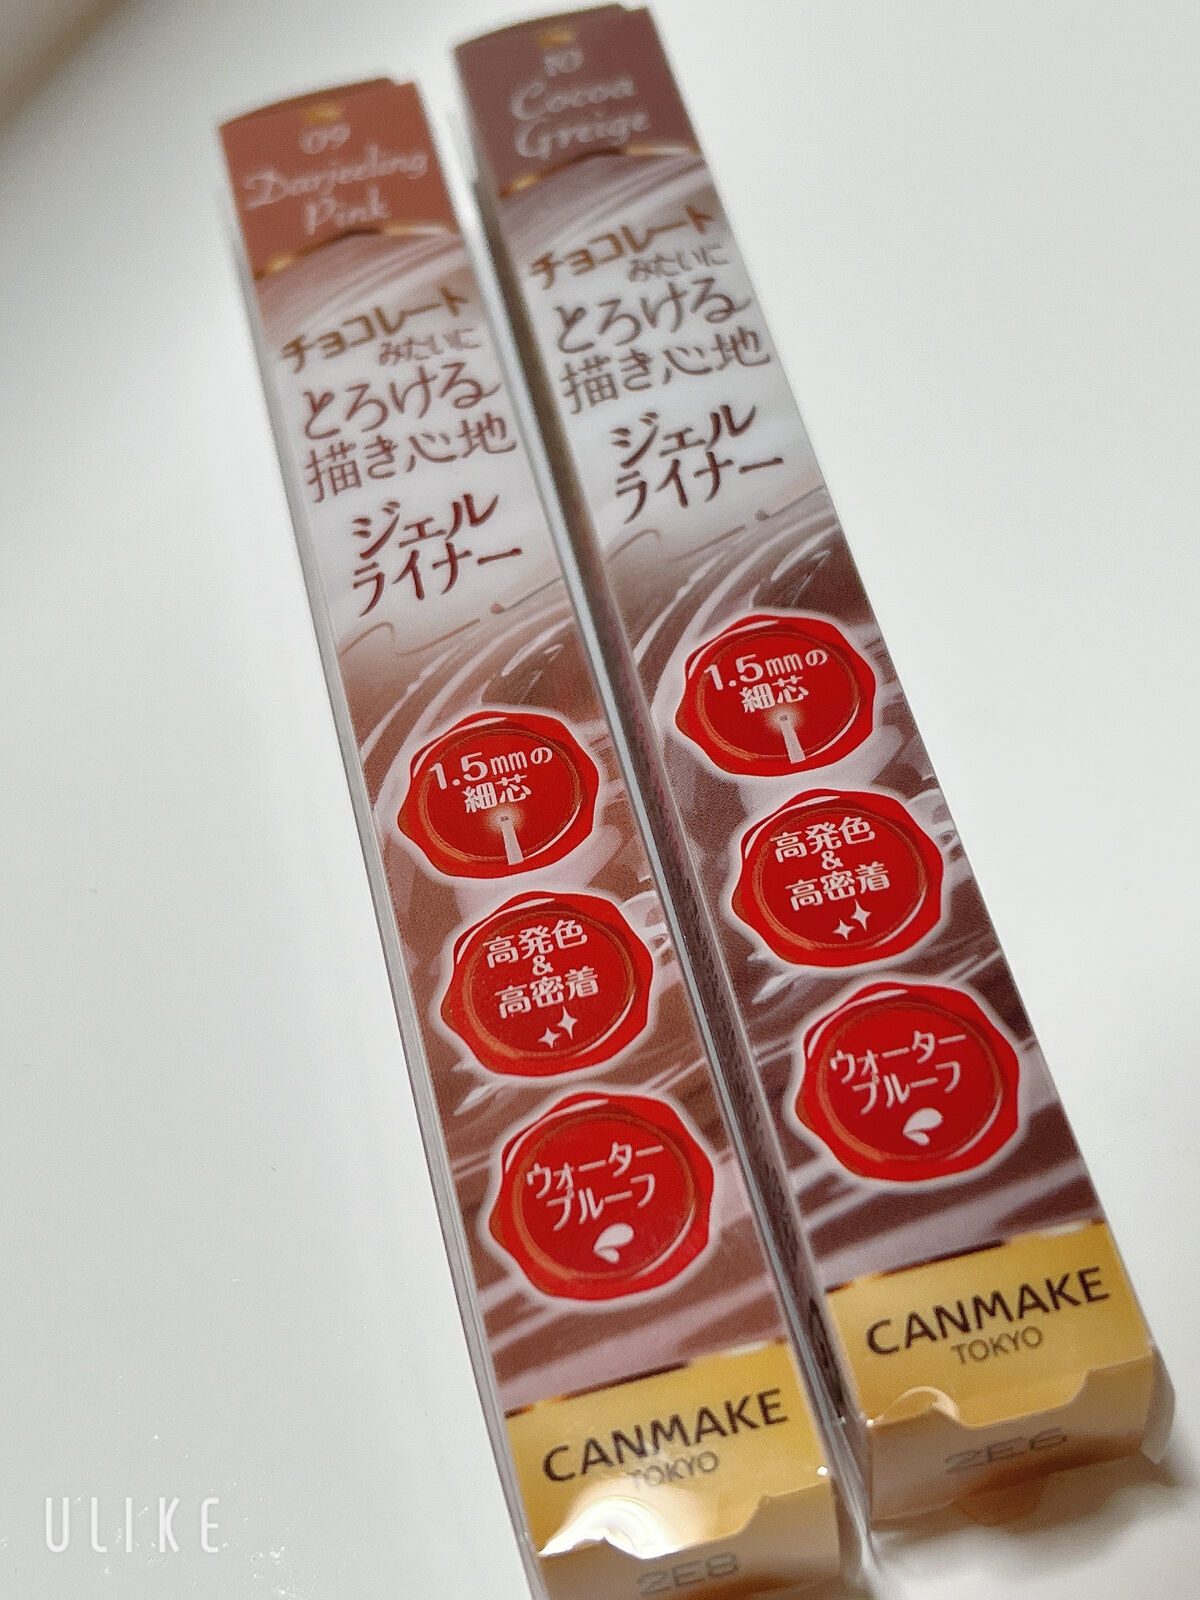 09
Darjeeling
Pink
チョコレート
みたいに
とろける
描き心地
ジェル
ライナー
1.5mmの
細芯
高発色
&
高密着
ウォーター
プルーフ
CANMAKE
TOKYO
2E8
10
Cocoa
Greige
チョコレート
みたいに
とろける
描き心地
ジェル
ライナー
1.5mmの
細芯
高発色
&
高密着
ウォーター
プルーフ
CANMAKE
TOKYO
2E6
ULIKE